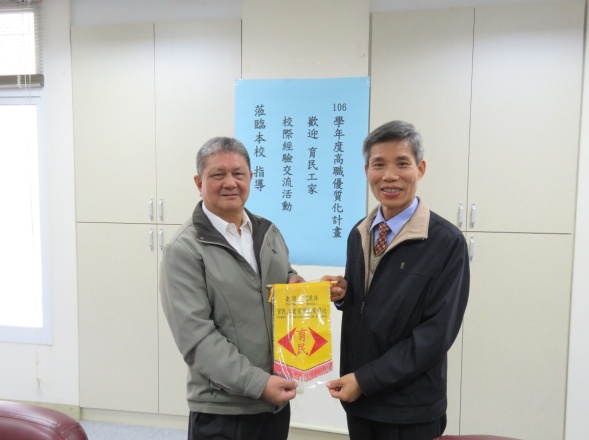 106 學年度高職優質化計畫
歡迎 育民工家
校際經驗交流活動
蒞臨本校 指導
育民